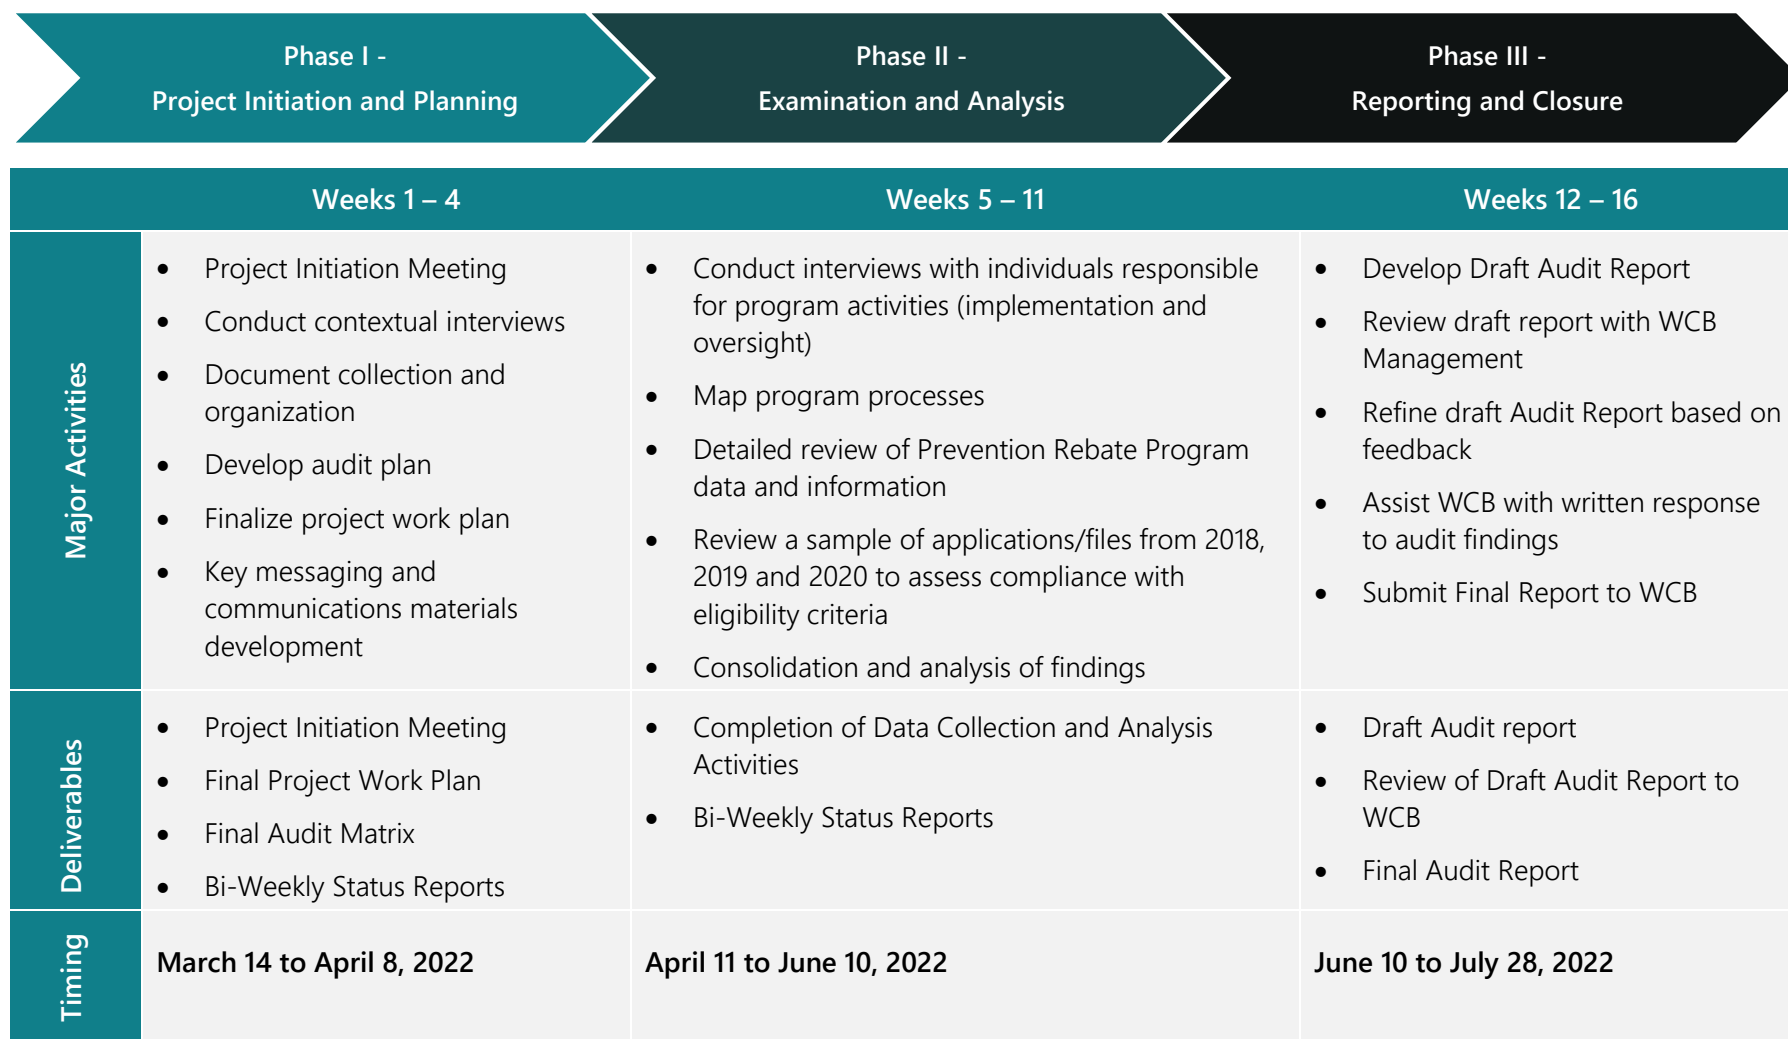 Phase I -
Project Initiation and Planning
Phase II -
Examination and Analysis
Phase III -
Reporting and Closure
Weeks 1 – 4
Weeks 5 – 11
Weeks 12 – 16
Major Activities
• Project Initiation Meeting
• Conduct contextual interviews
• Document collection and
organization
• Develop audit plan
• Finalize project work plan
• Key messaging and
communications materials
development
• Conduct interviews with individuals responsible
for program activities (implementation and
oversight)
• Map program processes
• Detailed review of Prevention Rebate Program
data and information
• Review a sample of applications/files from 2018,
2019 and 2020 to assess compliance with
eligibility criteria
• Consolidation and analysis of findings
• Develop Draft Audit Report
• Review draft report with WCB
Management
• Refine draft Audit Report based on
feedback
• Assist WCB with written response
to audit findings
• Submit Final Report to WCB
Deliverables
• Project Initiation Meeting
• Final Project Work Plan
• Final Audit Matrix
• Bi-Weekly Status Reports
• Completion of Data Collection and Analysis
Activities
• Bi-Weekly Status Reports
• Draft Audit report
• Review of Draft Audit Report to
WCB
• Final Audit Report
Timing
March 14 to April 8, 2022
April 11 to June 10, 2022
June 10 to July 28, 2022